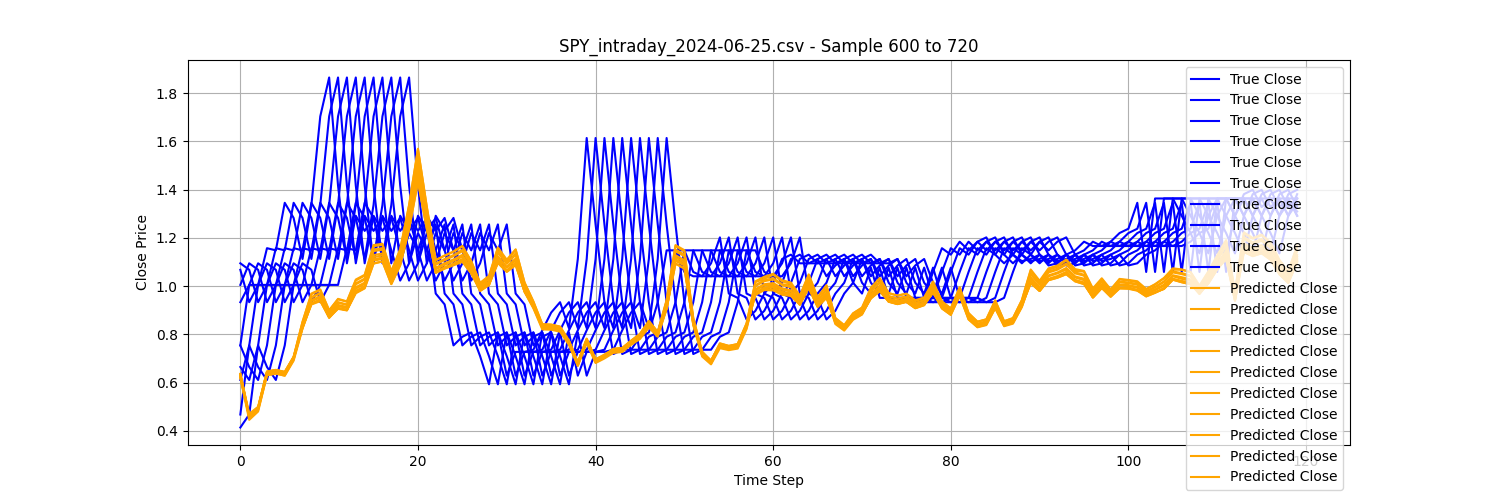 SPY_intraday_2024-06-25.csv - Sample 600 to 720
Close Price
1.8
1.6
1.4
1.2
1.0
0.8
0.6
0.4
0
20
40
60
80
100
120
Time Step
True Close
True Close
True Close
True Close
True Close
True Close
True Close
True Close
True Close
True Close
Predicted Close
Predicted Close
Predicted Close
Predicted Close
Predicted Close
Predicted Close
Predicted Close
Predicted Close
Predicted Close
Predicted Close